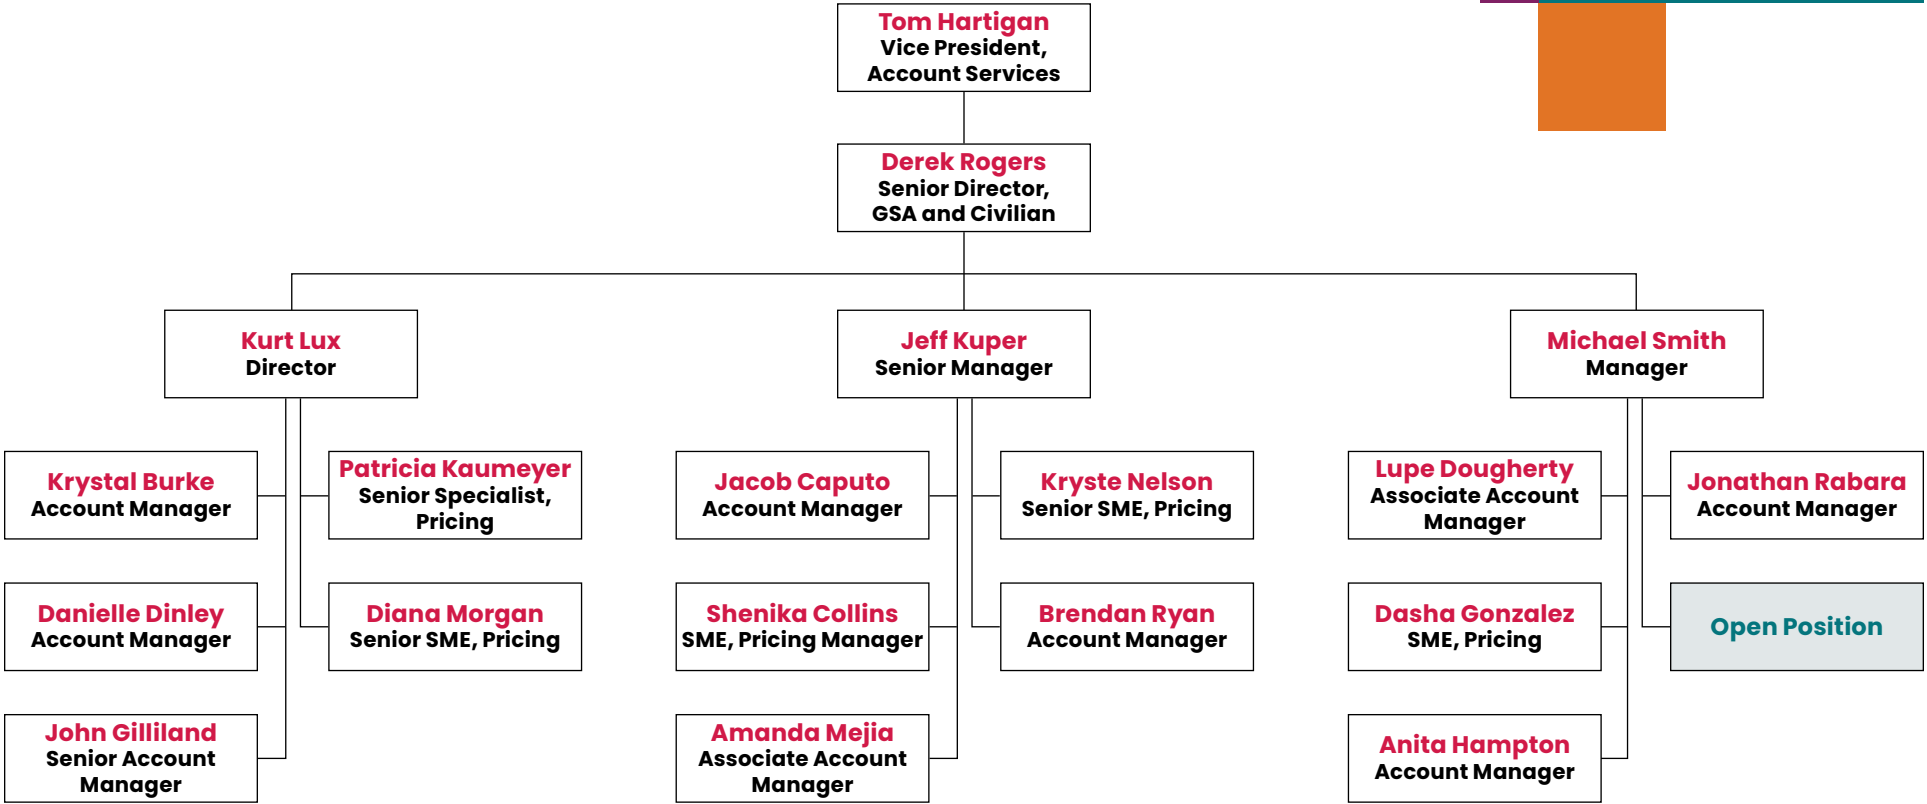 Tom Hartigan
Vice President,
Account Services
Derek Rogers
Senior Director,
GSA and Civilian
Kurt Lux
Director
Jeff Kuper
Senior Manager
Michael Smith
Manager
Krystal Burke
Account Manager
Patricia Kaumeyer
Senior Specialist,
Pricing
Jacob Caputo
Account Manager
Kryste Nelson
Senior SME, Pricing
Lupe Dougherty
Associate Account
Manager
Jonathan Rabara
Account Manager
Danielle Dinley
Account Manager
Diana Morgan
Senior SME, Pricing
Shenika Collins
SME, Pricing Manager
Brendan Ryan
Account Manager
Dasha Gonzalez
SME, Pricing
Open Position
John Gilliland
Senior Account
Manager
Amanda Mejia
Associate Account
Manager
Anita Hampton
Account Manager